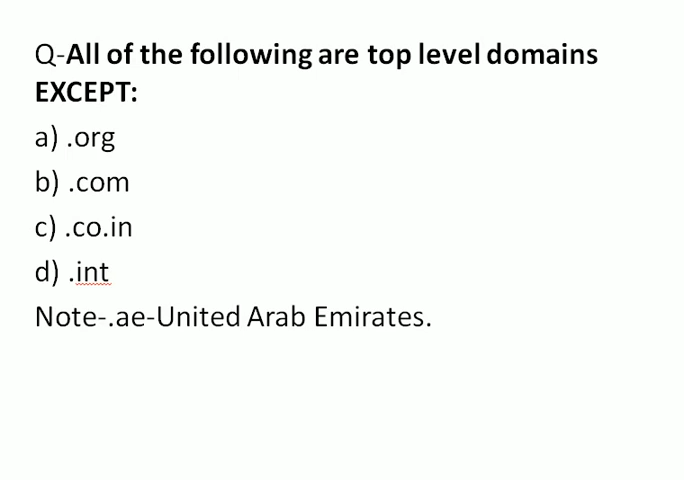 Q-All of the following are top level domains
EXCEPT:
a) .org
b) .com
c) .co.in
d) .int
Note-.ae-United Arab Emirates.